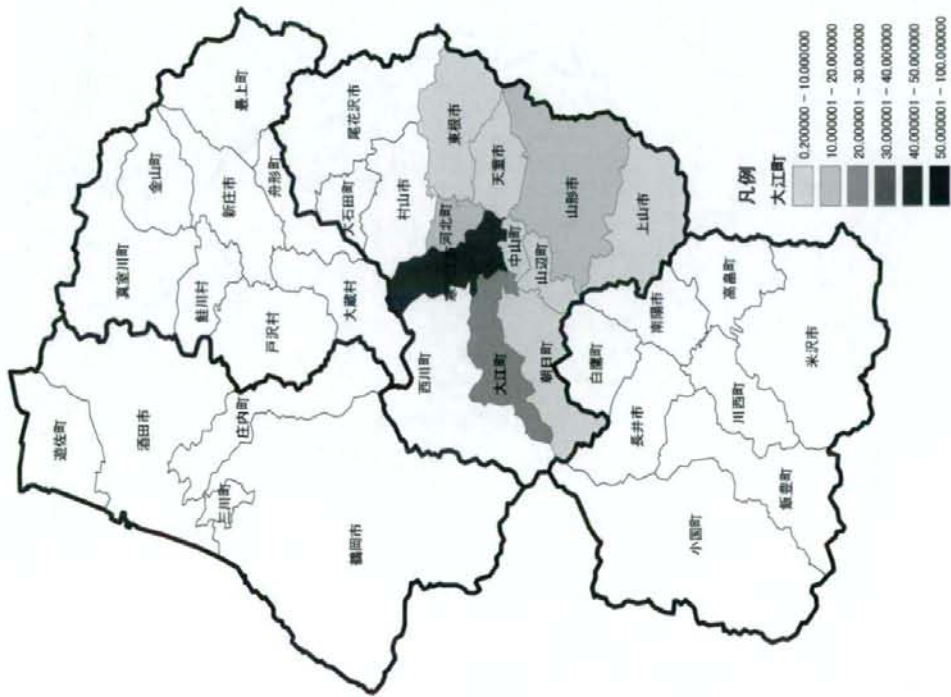 遊佐町
酒田市
庄内町
三川町
鶴岡市
真室川町
金山町
鮭川村
新庄市
最上町
舟形町
戸沢村
大蔵村
尾花沢市
大石田町
村山市
東根市
河北町
天童市
西川町
大江町
中山町
山辺町
山形市
朝日町
上山市
白鷹町
南陽市
高畠町
長井市
川西町
米沢市
小国町
飯豊町
凡例
大江町
0.200000 - 10.000000
10.000001 - 20.000000
20.000001 - 30.000000
30.000001 - 40.000000
40.000001 - 50.000000
50.000001 - 100.000000